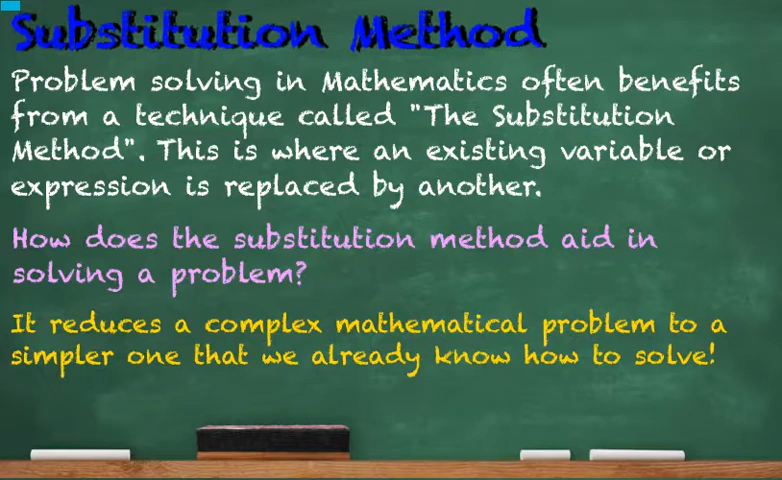 Substitution Method
Problem solving in Mathematics often benefits
from a technique called "The Substitution
Method". This is where an existing variable or
expression is replaced by another.
How does the substitution method aid in
solving a problem?
It reduces a complex mathematical problem to a
simpler one that we already know how to solve!